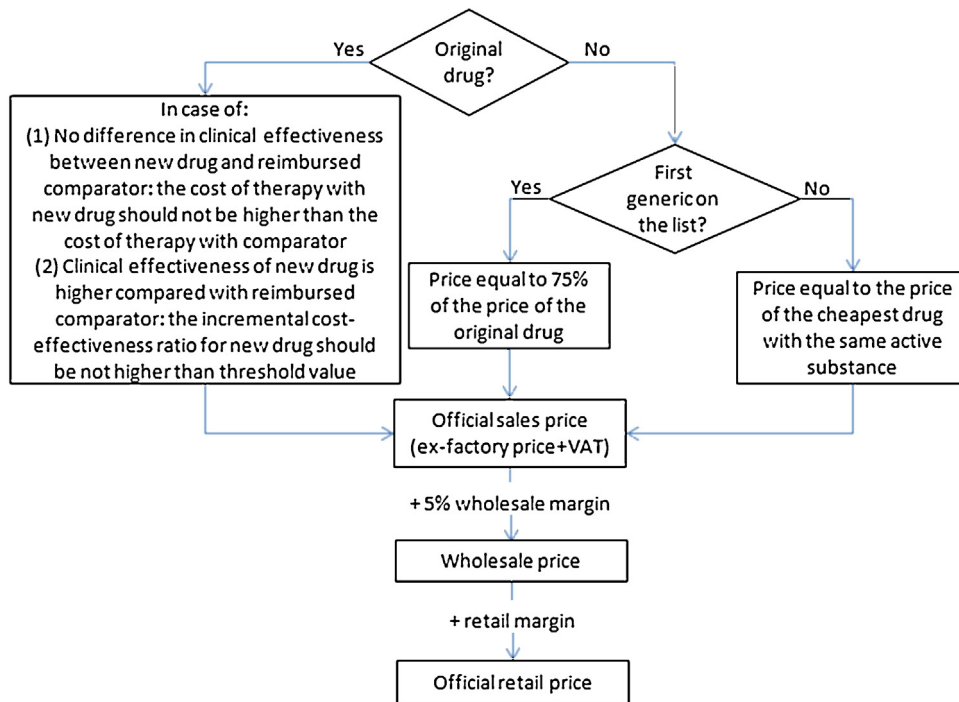 Original
drug?
Yes
No
In case of:
(1) No difference in clinical effectiveness
between new drug and reimbursed
comparator: the cost of therapy with
new drug should not be higher than the
cost of therapy with comparator
(2) Clinical effectiveness of new drug is
higher compared with reimbursed
comparator: the incremental cost-
effectiveness ratio for new drug should
be not higher than threshold value
First
generic on
the list?
Yes
No
Price equal to 75%
of the price of the
original drug
Price equal to the price
of the cheapest drug
with the same active
substance
Official sales price
(ex-factory price+VAT)
+ 5% wholesale margin
Wholesale price
+ retail margin
Official retail price